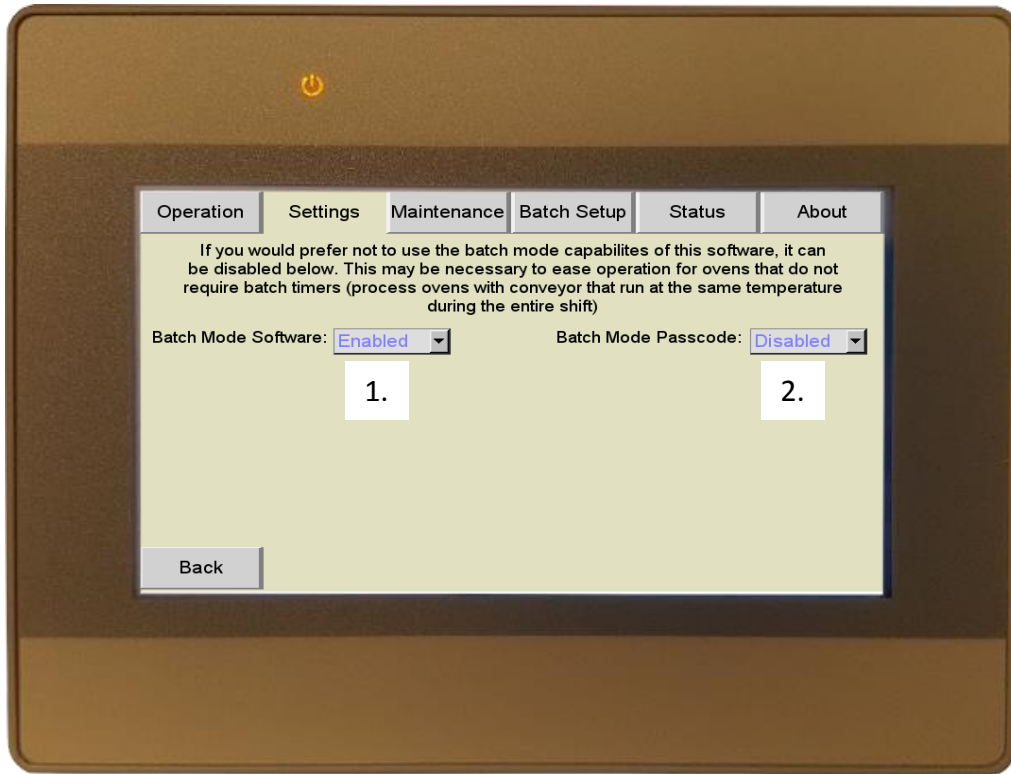 Operation Settings Maintenance Batch Setup Status About
If you would prefer not to use the batch mode capabilites of this software, it can
be disabled below. This may be necessary to ease operation for ovens that do not
require batch timers (process ovens with conveyor that run at the same temperature
during the entire shift)
Batch Mode Software: Enabled Batch Mode Passcode: Disabled
1. 2.
Back